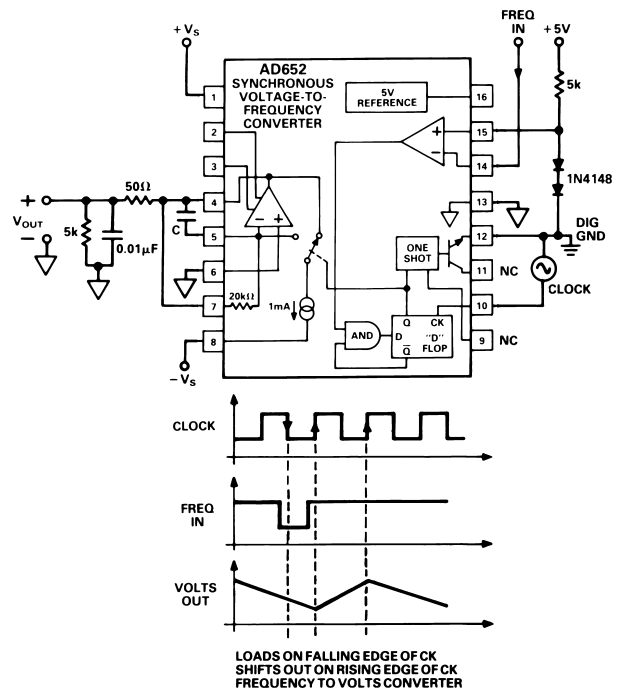 +VS
FREQ
IN
+5V
AD652
SYNCHRONOUS
VOLTAGE-TO-
FREQUENCY
CONVERTER
5V
REFERENCE
1
16
5k
2
15
+
3
−
14
1N4148
+
50Ω
4
13
VOUT
5k
0.01μF
C
− +
5
12
DIG
GND
−
6
ONE
SHOT
11
NC
CLOCK
7
20kΩ
1mA
10
8
AND
Q CK
D "D"
Q̅ FLOP
9
NC
−VS
CLOCK
FREQ
IN
VOLTS
OUT
LOADS ON FALLING EDGE OF CK
SHIFTS OUT ON RISING EDGE OF CK
FREQUENCY TO VOLTS CONVERTER